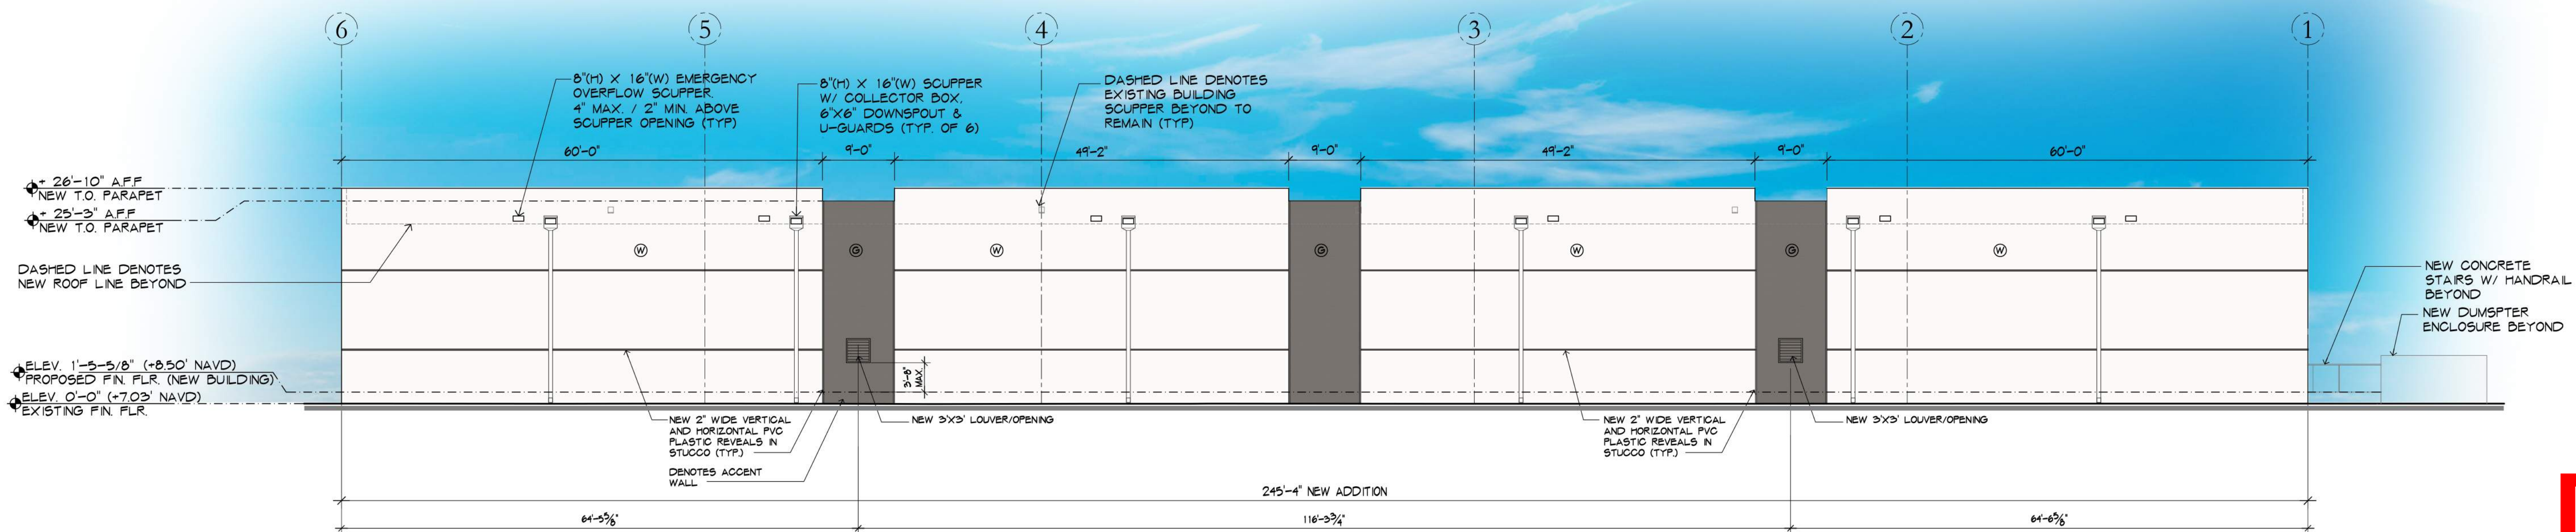 6
5
4
3
2
1
8"(H) X 16"(W) EMERGENCY
OVERFLOW SCUPPER.
4" MAX. / 2" MIN. ABOVE
SCUPPER OPENING (TYP)
8"(H) X 16"(W) SCUPPER
W/ COLLECTOR BOX,
6"X6" DOWNSPOUT &
U-GUARDS (TYP. OF 6)
DASHED LINE DENOTES
EXISTING BUILDING
SCUPPER BEYOND TO
REMAIN (TYP)
60'-0"
9'-0"
49'-2"
9'-0"
49'-2"
9'-0"
60'-0"
+ 26'-10" A.F.F
NEW T.O. PARAPET
+ 25'-3" A.F.F
NEW T.O. PARAPET
W
G
W
G
W
G
W
DASHED LINE DENOTES
NEW ROOF LINE BEYOND
NEW CONCRETE
STAIRS W/ HANDRAIL
BEYOND
NEW DUMSPTER
ENCLOSURE BEYOND
ELEV. 1'-5-5/8" (+8.50' NAVD)
PROPOSED FIN. FLR. (NEW BUILDING)
ELEV. 0'-0" (+7.03' NAVD)
EXISTING FIN. FLR.
3'-8"
MAX.
NEW 2" WIDE VERTICAL
AND HORIZONTAL PVC
PLASTIC REVEALS IN
STUCCO (TYP.)
DENOTES ACCENT
WALL
NEW 3'X3' LOUVER/OPENING
NEW 2" WIDE VERTICAL
AND HORIZONTAL PVC
PLASTIC REVEALS IN
STUCCO (TYP.)
NEW 3'X3' LOUVER/OPENING
245'-4" NEW ADDITION
64'-5⅝"
116'-3¾"
64'-6⅝"